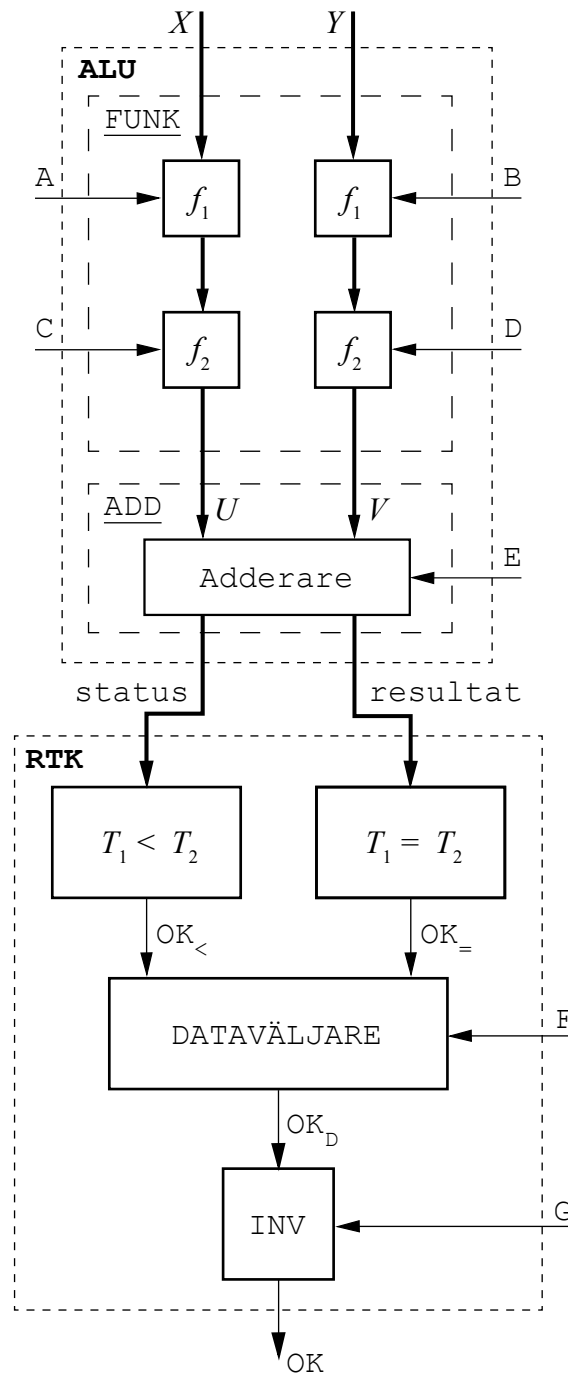 X Y
ALU
FUNK
A f₁ f₁ B
C f₂ f₂ D
ADD U V
Adderare E
status resultat
RTK
T₁ < T₂ T₁ = T₂
OK< OK=
DATAVÄLJARE F
OK_D
INV G
OK